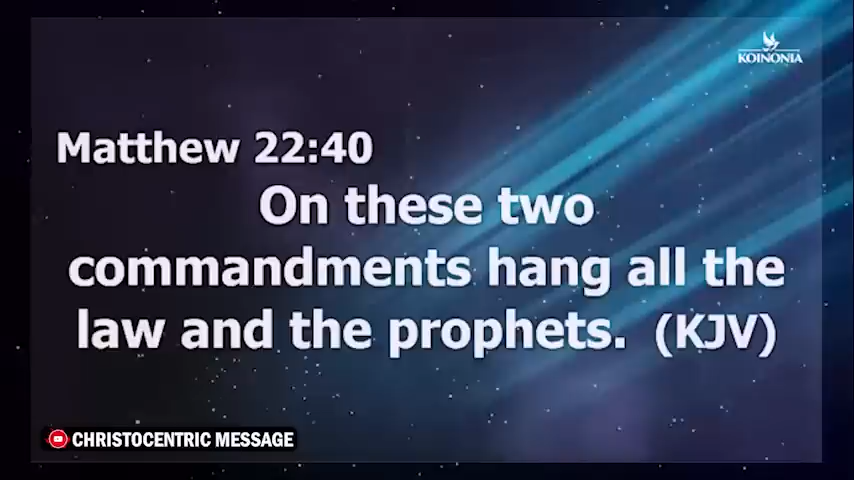 KOINONIA
Matthew 22:40
On these two
commandments hang all the
law and the prophets. (KJV)
CHRISTOCENTRIC MESSAGE